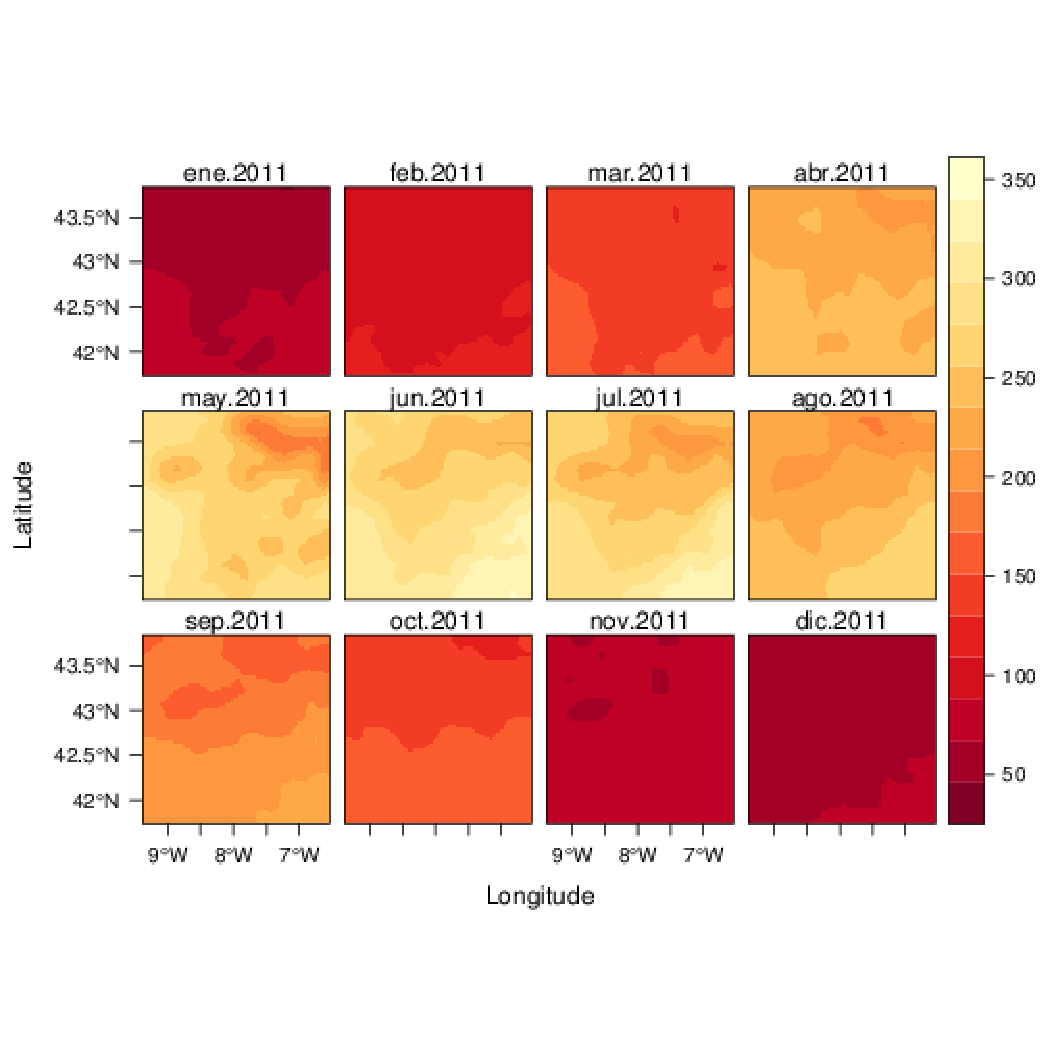 ene.2011 feb.2011 mar.2011 abr.2011
43.5°N
43°N
42.5°N
42°N
may.2011 jun.2011 jul.2011 ago.2011
sep.2011 oct.2011 nov.2011 dic.2011
43.5°N
43°N
42.5°N
42°N
9°W 8°W 7°W 9°W 8°W 7°W
Longitude
Latitude
350
300
250
200
150
100
50